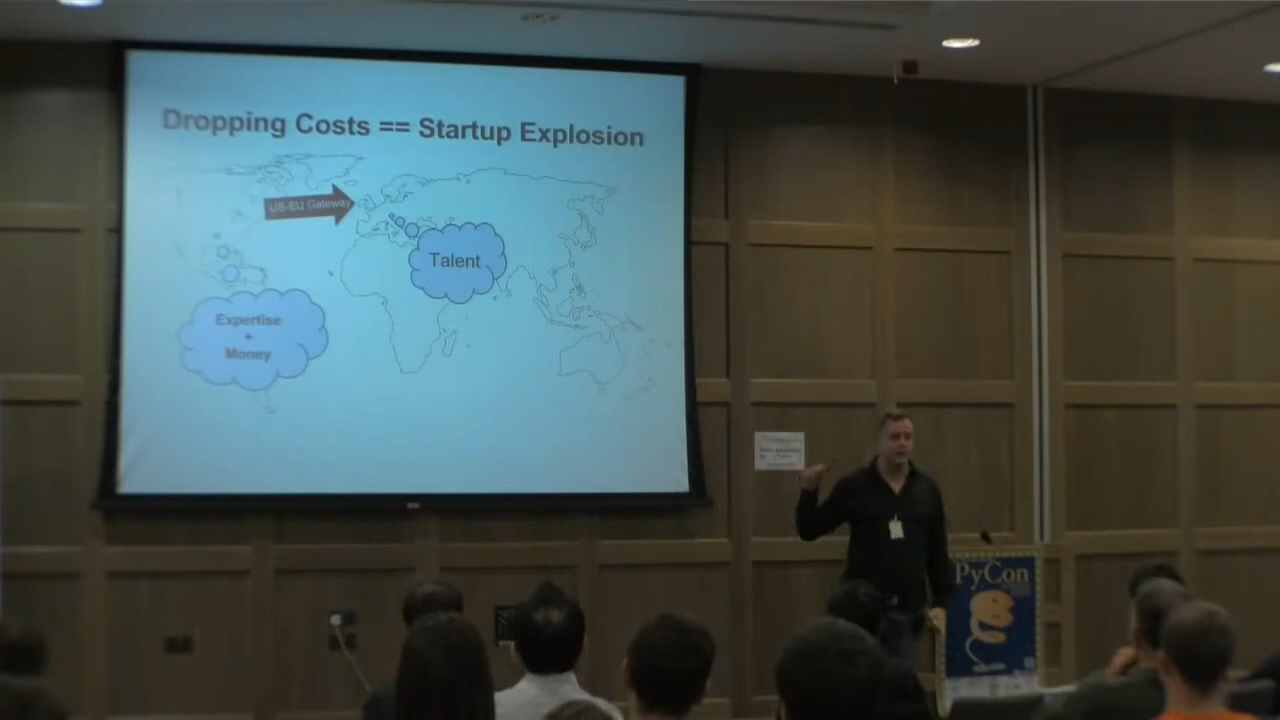 Dropping Costs == Startup Explosion
US-EU Gateway
Talent
Expertise
+
Money
PyCon